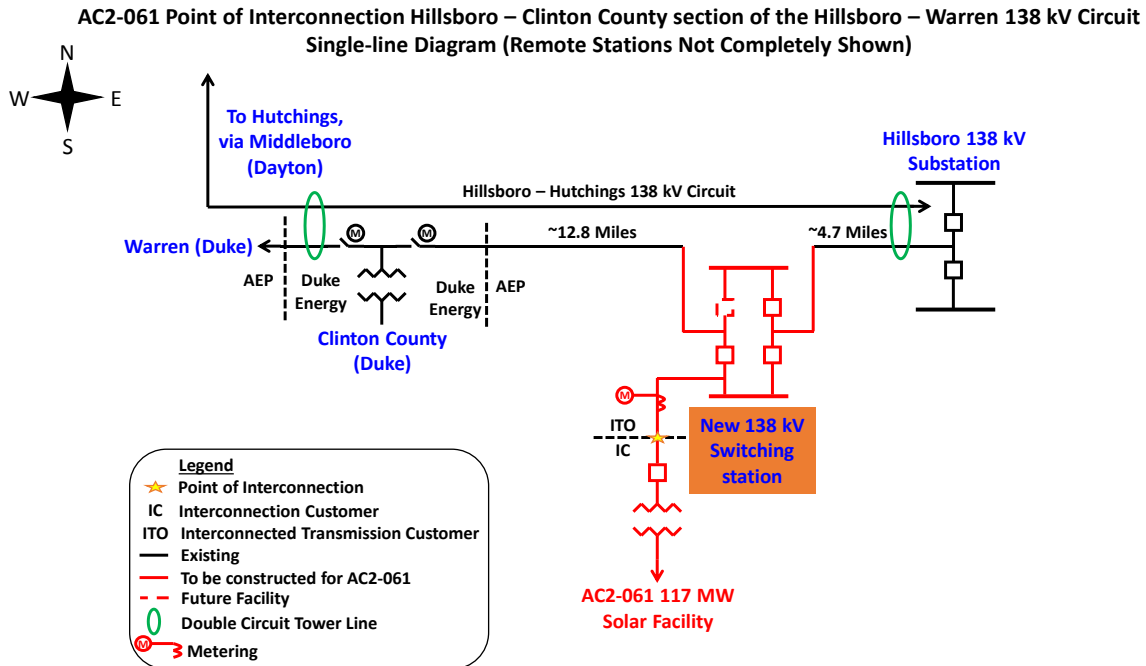 AC2-061 Point of Interconnection Hillsboro – Clinton County section of the Hillsboro – Warren 138 kV Circuit
Single-line Diagram (Remote Stations Not Completely Shown)
N
W
E
S
To Hutchings,
via Middleboro
(Dayton)
Hillsboro 138 kV
Substation
Hillsboro – Hutchings 138 kV Circuit
M
M
~12.8 Miles
~4.7 Miles
Warren (Duke)
AEP
Duke
Energy
Duke
Energy
AEP
Clinton County
(Duke)
M
ITO
IC
New 138 kV
Switching
station
AC2-061 117 MW
Solar Facility
Legend
Point of Interconnection
IC Interconnection Customer
ITO Interconnected Transmission Customer
Existing
To be constructed for AC2-061
Future Facility
Double Circuit Tower Line
M Metering